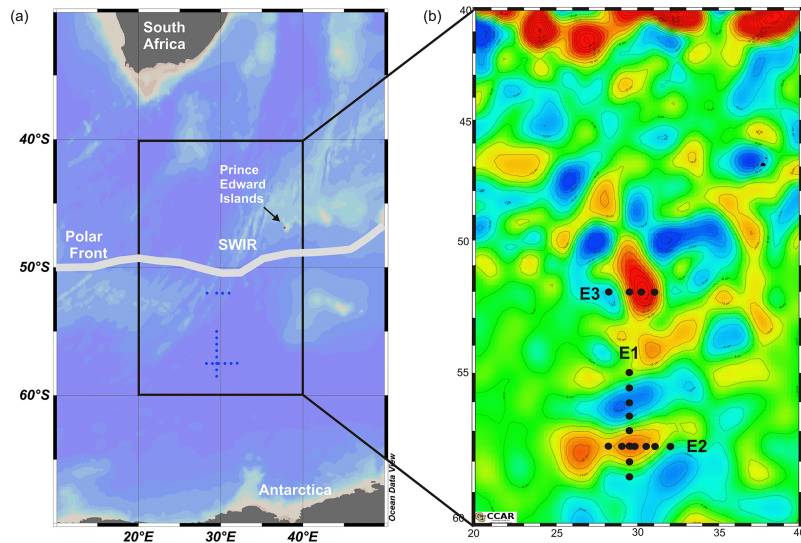 (a)
South
Africa
40°S
Prince
Edward
Islands
Polar
Front
SWIR
50°S
60°S
Antarctica
Ocean Data View
20°E
30°E
40°E
(b)
40
45
50
E3
E1
55
E2
60
CCAR
20
25
30
35
40